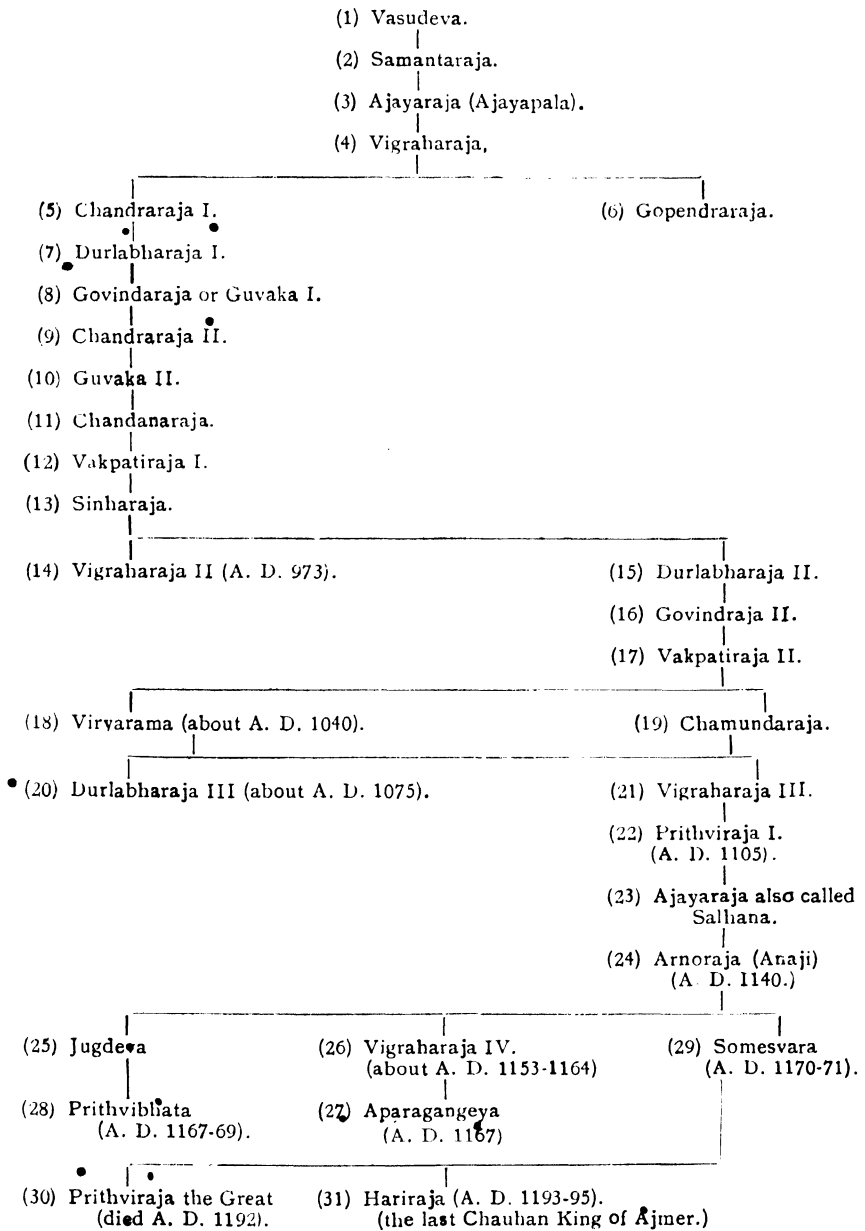 (1) Vasudeva.
(2) Samantaraja.
(3) Ajayaraja (Ajayapala).
(4) Vigraharaja,
(5) Chandraraja I.
(6) Gopendraraja.
(7) Durlabharaja I.
(8) Govindaraja or Guvaka I.
(9) Chandraraja II.
(10) Guvaka II.
(11) Chandanaraja.
(12) Vakpatiraja I.
(13) Sinharaja.
(14) Vigraharaja II (A. D. 973).
(15) Durlabharaja II.
(16) Govindraja II.
(17) Vakpatiraja II.
(18) Viryarama (about A. D. 1040).
(19) Chamundaraja.
(20) Durlabharaja III (about A. D. 1075).
(21) Vigraharaja III.
(22) Prithviraja I.
(A. D. 1105).
(23) Ajayaraja also called
Salhana.
(24) Arnoraja (Anaji)
(A. D. 1140.)
(25) Jugdeva
(26) Vigraharaja IV.
(about A. D. 1153-1164)
(29) Somesvara
(A. D. 1170-71).
(28) Prithvibhata
(A. D. 1167-69).
(27) Aparagangeya
(A. D. 1167)
(30) Prithviraja the Great
(died A. D. 1192).
(31) Hariraja (A. D. 1193-95).
(the last Chauhan King of Ajmer.)